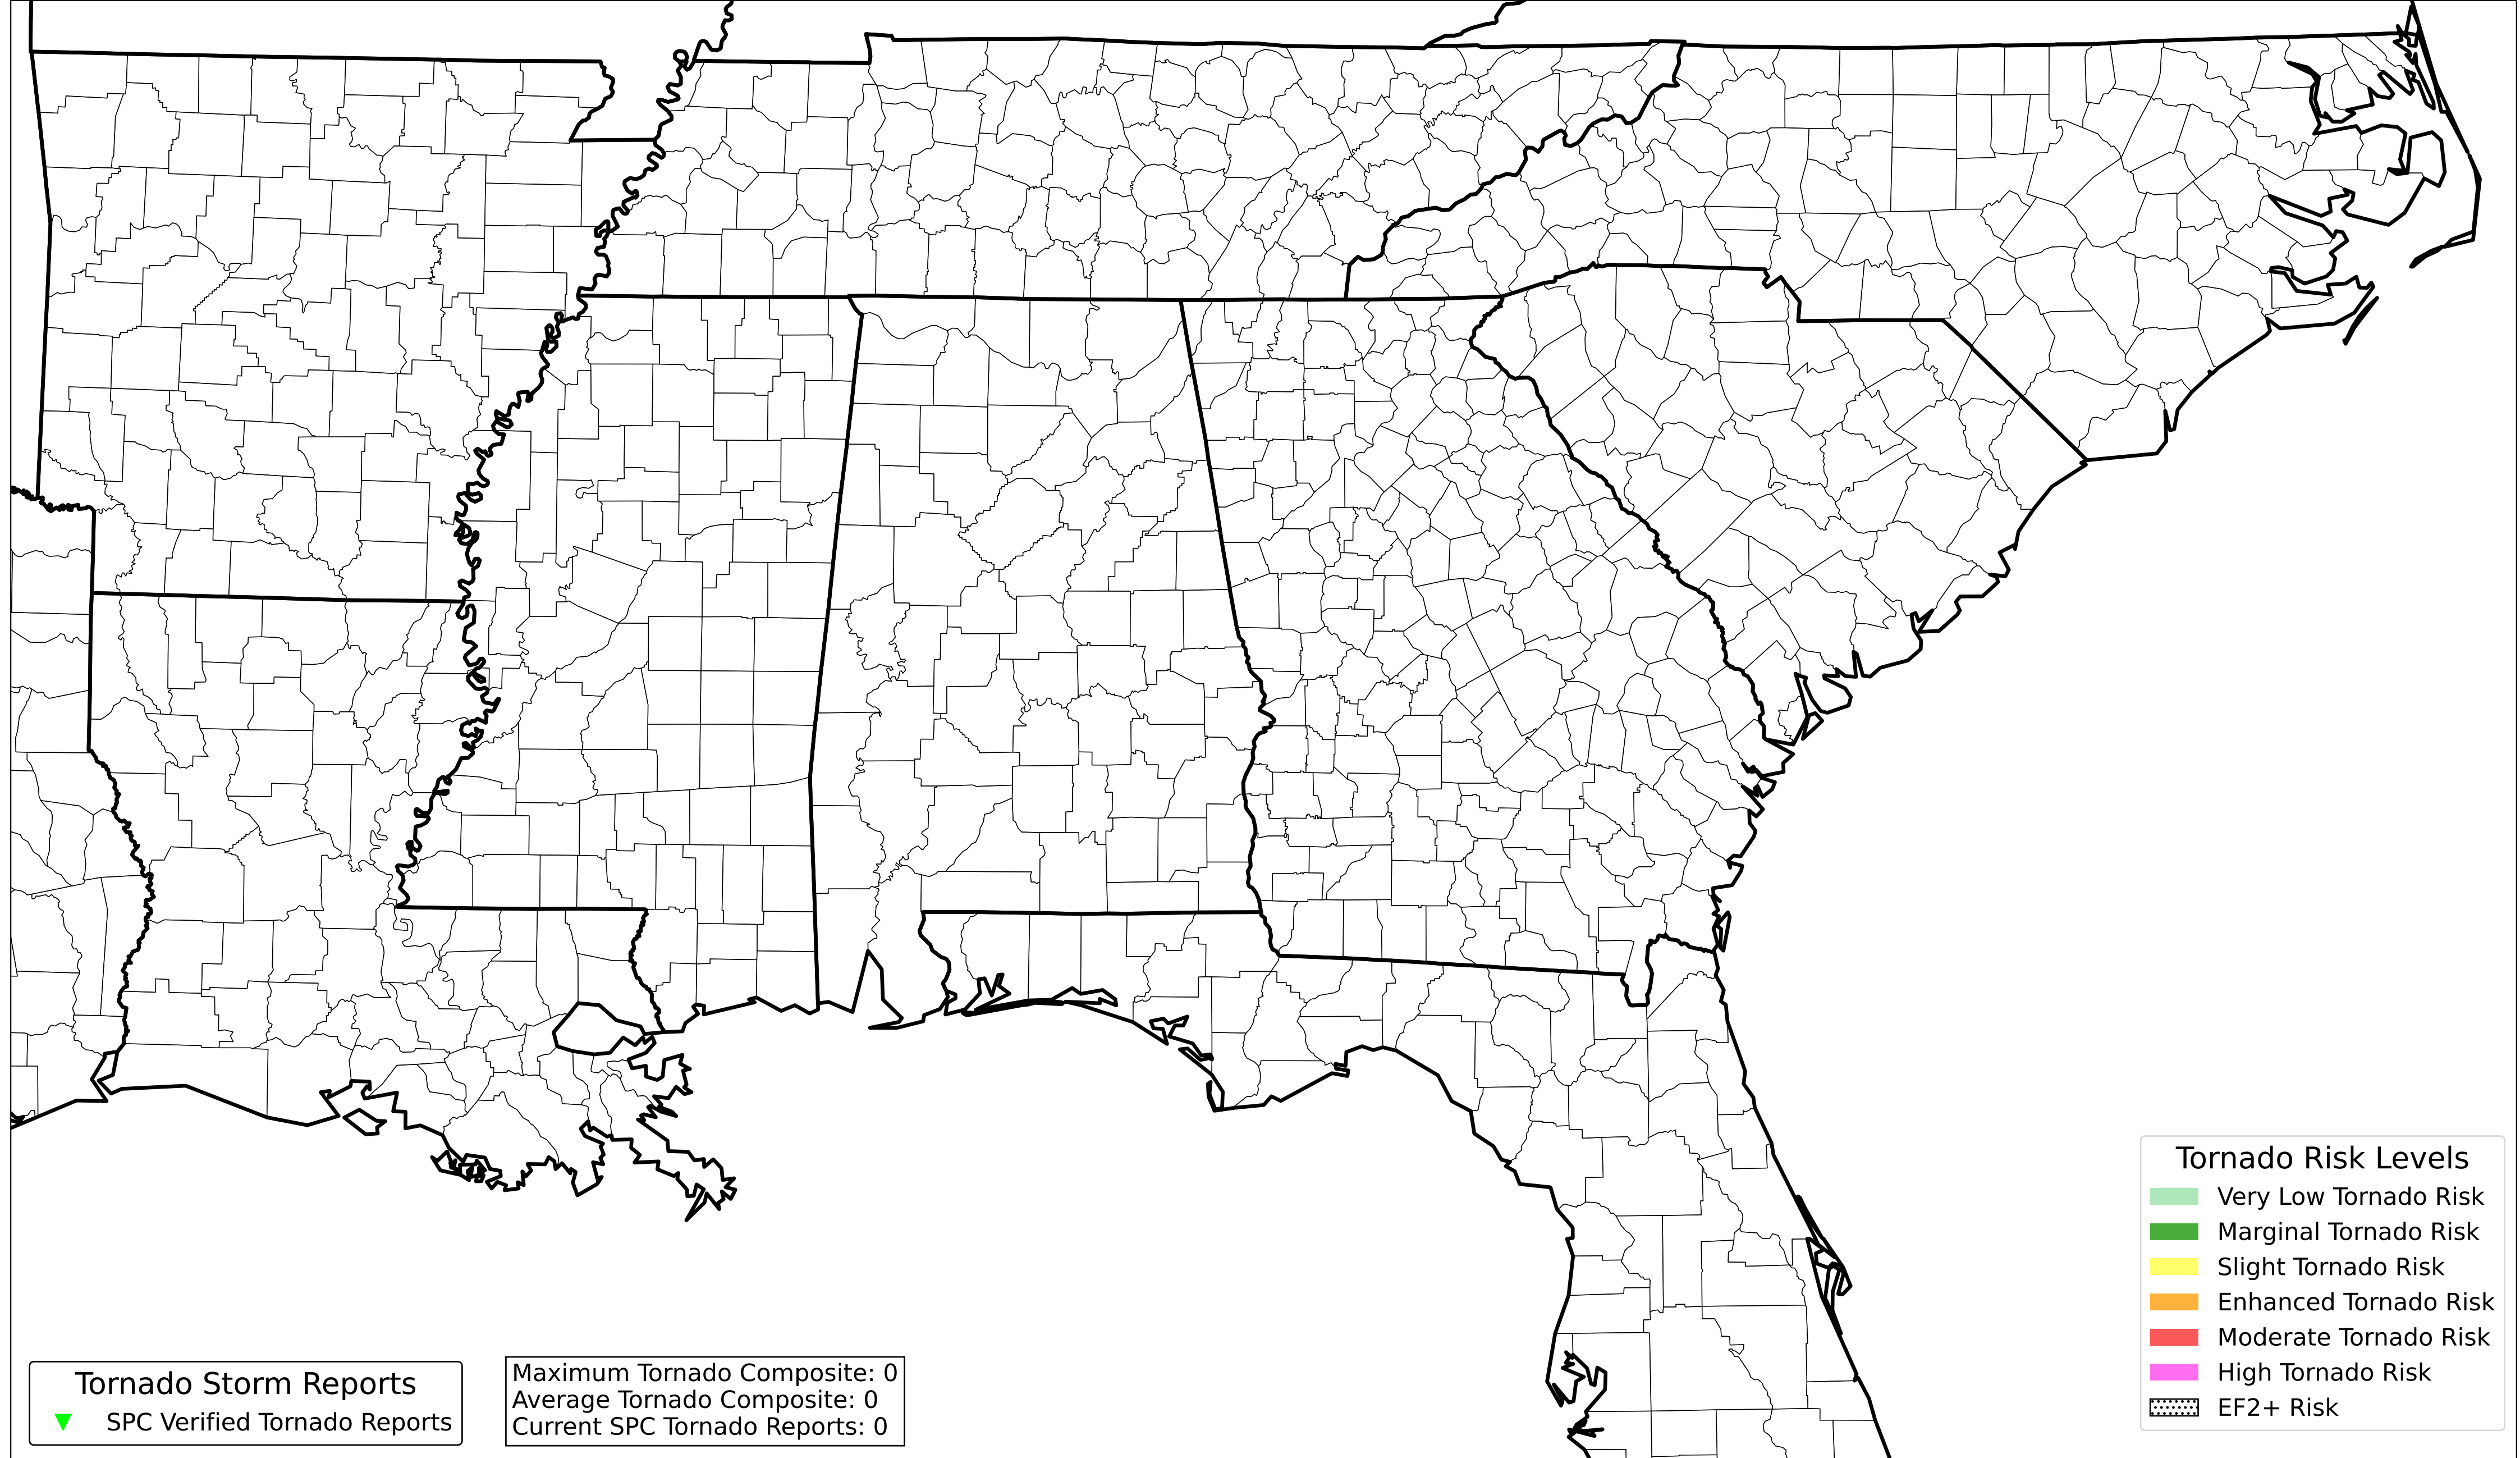 Tornado Risk Levels
Very Low Tornado Risk
Marginal Tornado Risk
Slight Tornado Risk
Enhanced Tornado Risk
Moderate Tornado Risk
High Tornado Risk
EF2+ Risk
Tornado Storm Reports
SPC Verified Tornado Reports
Maximum Tornado Composite: 0
Average Tornado Composite: 0
Current SPC Tornado Reports: 0